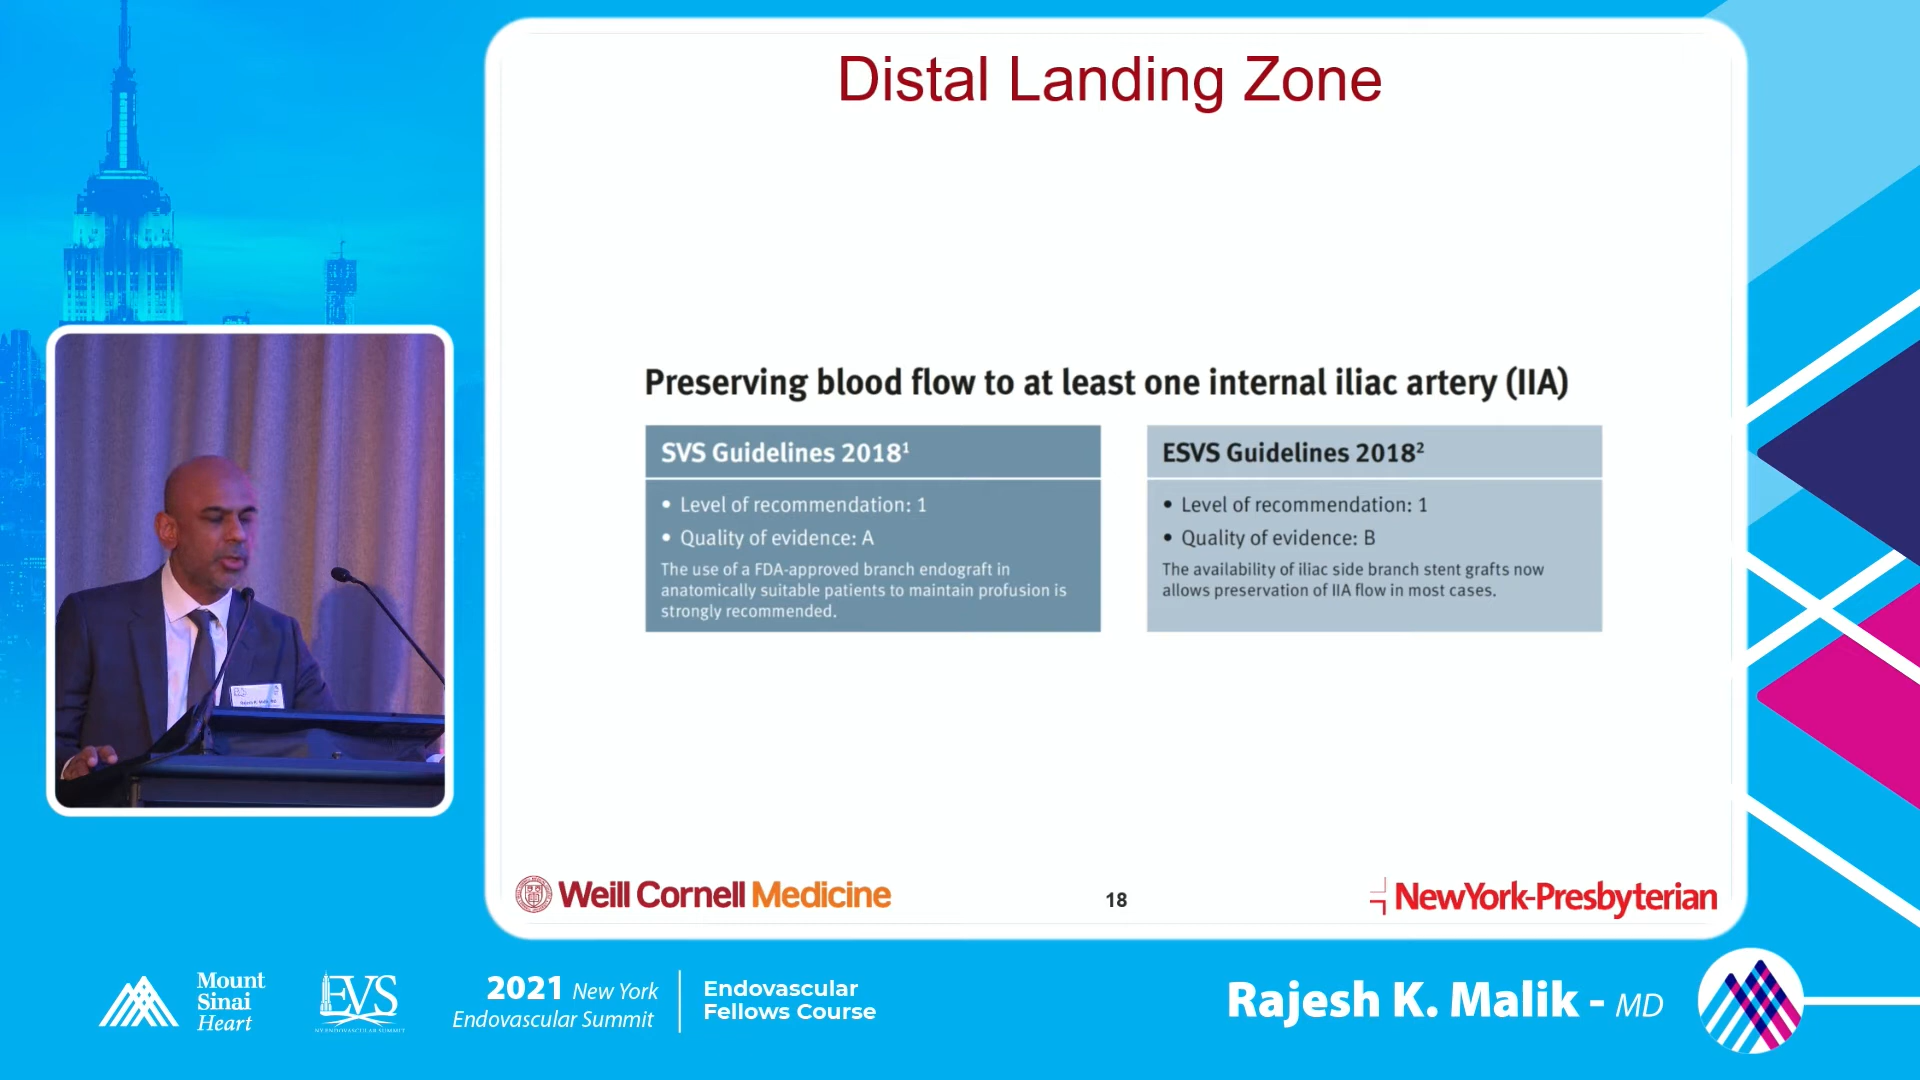 Distal Landing Zone
Preserving blood flow to at least one internal iliac artery (IIA)
SVS Guidelines 2018¹
• Level of recommendation: 1
• Quality of evidence: A
The use of a FDA-approved branch endograft in
anatomically suitable patients to maintain profusion is
strongly recommended.
ESVS Guidelines 2018²
• Level of recommendation: 1
• Quality of evidence: B
The availability of iliac side branch stent grafts now
allows preservation of IIA flow in most cases.
Weill Cornell Medicine
18
NewYork-Presbyterian
Mount
Sinai
Heart
EVS
NY ENDOVASCULAR SUMMIT
2021 New York
Endovascular Summit
Endovascular
Fellows Course
Rajesh K. Malik - MD